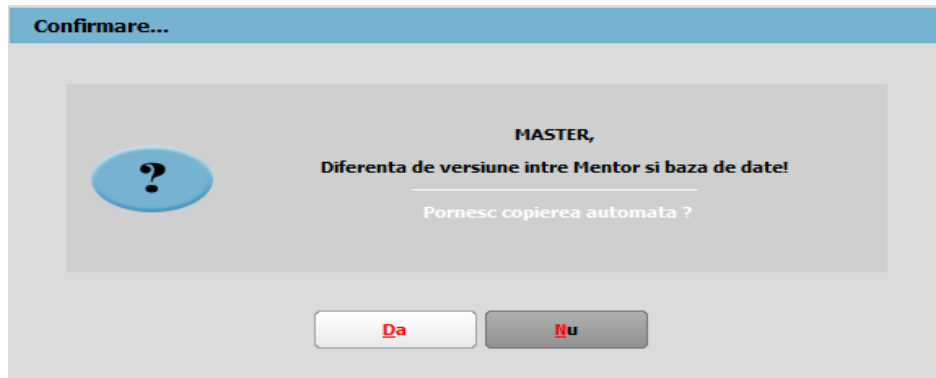 Confirmare...
MASTER,
Diferenta de versiune intre Mentor si baza de date!
Pornesc copierea automata ?
?
Da
Nu